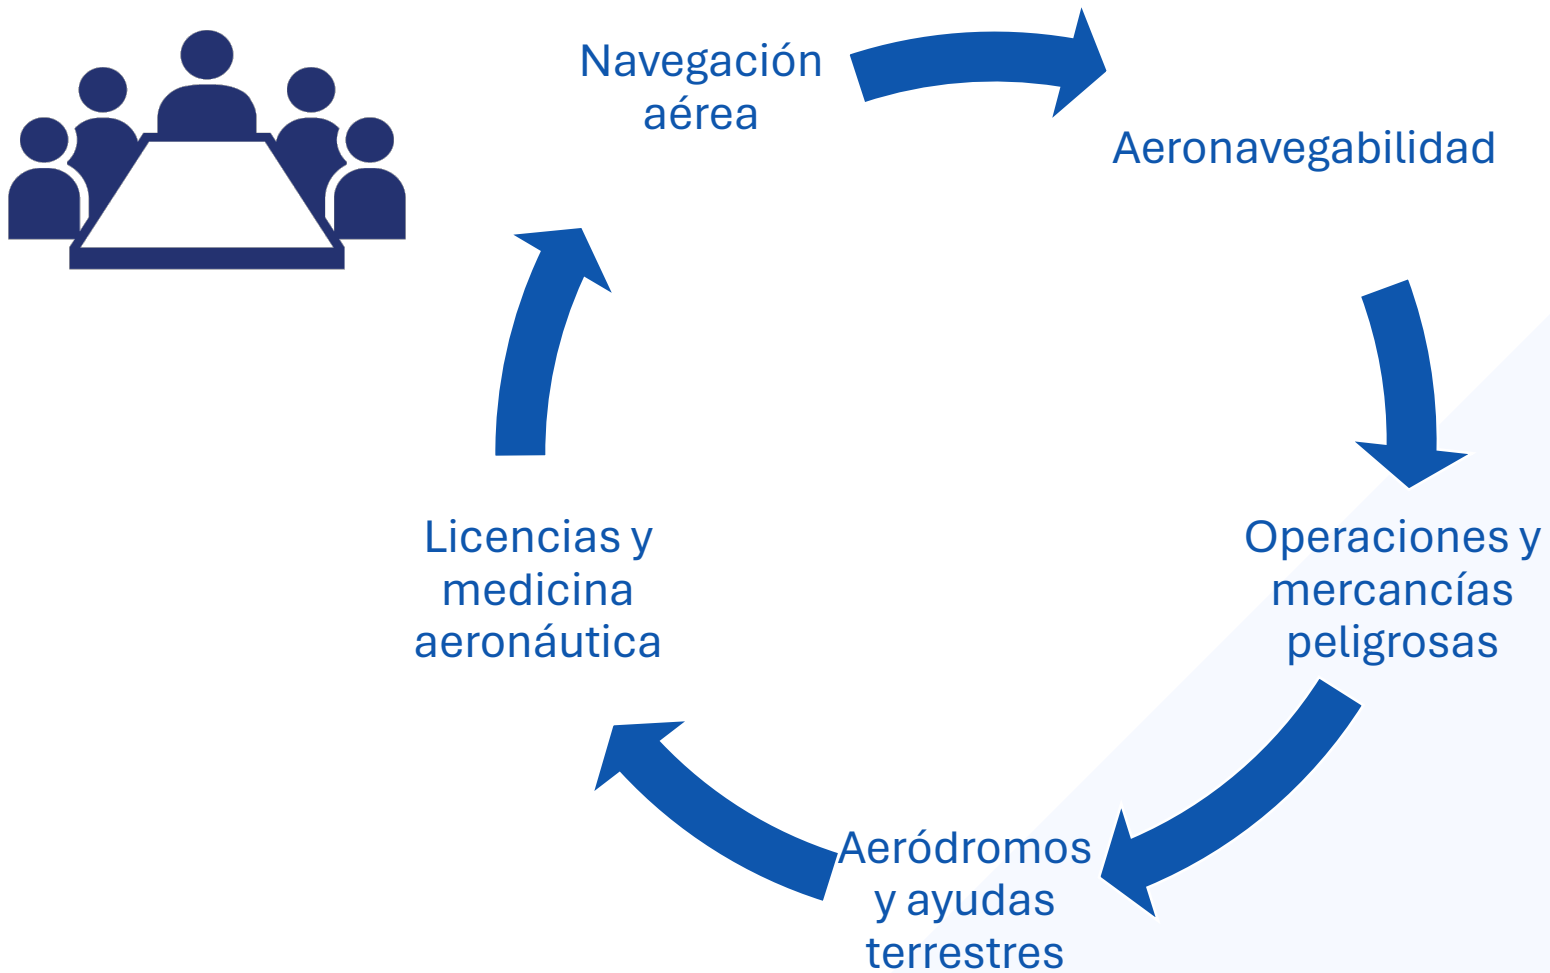 Navegación
aérea
Aeronavegabilidad
Operaciones y
mercancías
peligrosas
Aeródromos
y ayudas
terrestres
Licencias y
medicina
aeronáutica